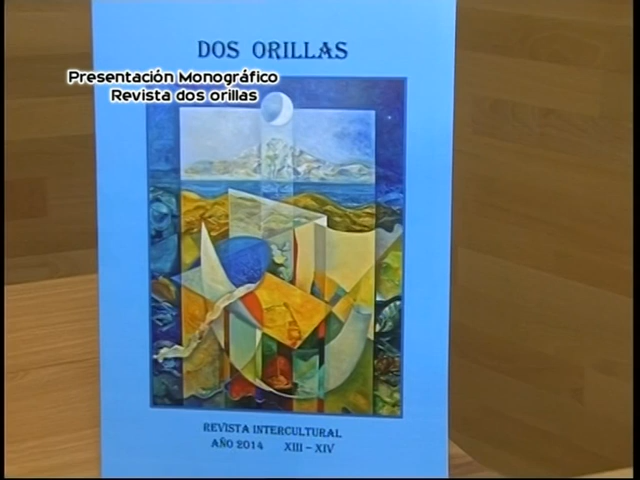 DOS ORILLAS
Presentación Monográfico
Revista dos orillas
REVISTA INTERCULTURAL
AÑO 2014 XIII – XIV